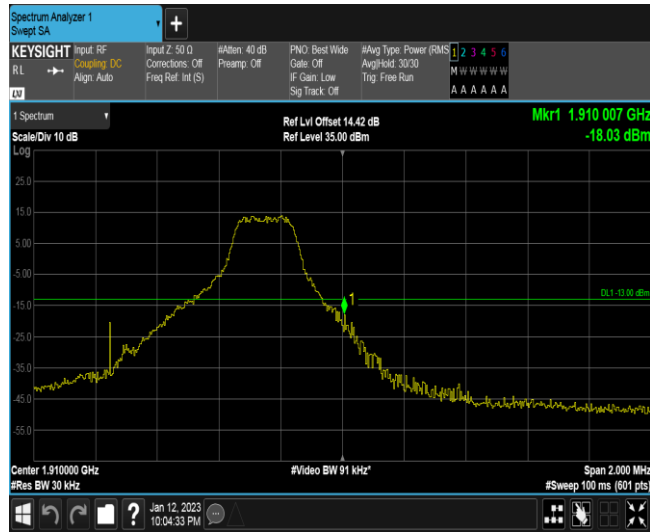 Spectrum Analyzer 1
Swept SA
+
KEYSIGHT Input: RF Input Z: 50 Ω #Atten: 40 dB PNO: Best Wide #Avg Type: Power (RMS 1 2 3 4 5 6
RL Coupling: DC Corrections: Off Preamp: Off Gate: Off Avg|Hold: 30/30 M W W W W W
Align: Auto Freq Ref: Int (S) IF Gain: Low Trig: Free Run
LXI Sig Track: Off A A A A A A
1 Spectrum Ref Lvl Offset 14.42 dB Mkr1 1.910 007 GHz
Scale/Div 10 dB Ref Level 35.00 dBm -18.03 dBm
Log
25.0
15.0
5.00
-5.00
DL1 -13.00 dBm
1
-15.0
-25.0
-35.0
-45.0
-55.0
Center 1.910000 GHz #Video BW 91 kHz* Span 2.000 MHz
#Res BW 30 kHz #Sweep 100 ms (601 pts)
? Jan 12, 2023
10:04:33 PM